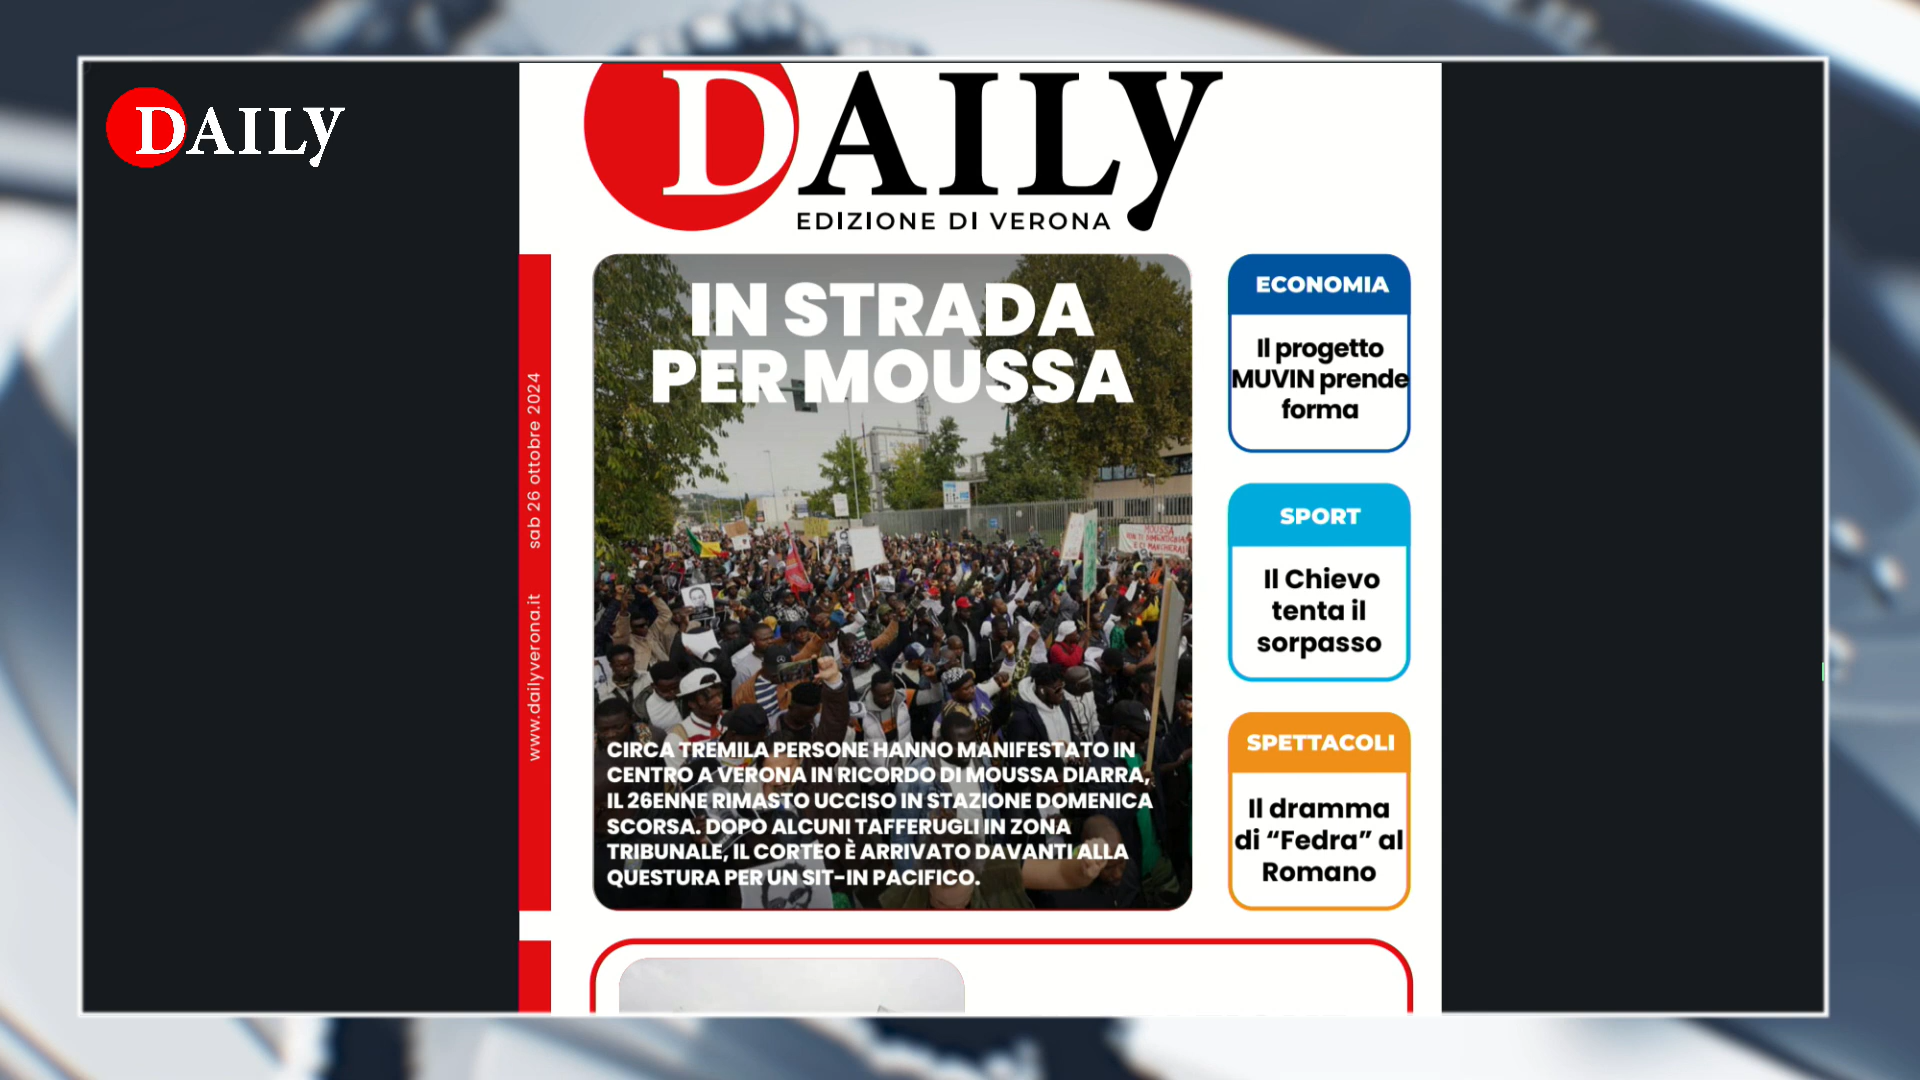 DAILY
DAILY
EDIZIONE DI VERONA
IN STRADA
PER MOUSSA
CIRCA TREMILA PERSONE HANNO MANIFESTATO IN
CENTRO A VERONA IN RICORDO DI MOUSSA DIARRA,
IL 26ENNE RIMASTO UCCISO IN STAZIONE DOMENICA
SCORSA. DOPO ALCUNI TAFFERUGLI IN ZONA
TRIBUNALE, IL CORTEO È ARRIVATO DAVANTI ALLA
QUESTURA PER UN SIT-IN PACIFICO.
www.dailyverona.it sab 26 ottobre 2024
ECONOMIA
Il progetto
MUVIN prende
forma
SPORT
Il Chievo
tenta il
sorpasso
SPETTACOLI
Il dramma
di “Fedra” al
Romano